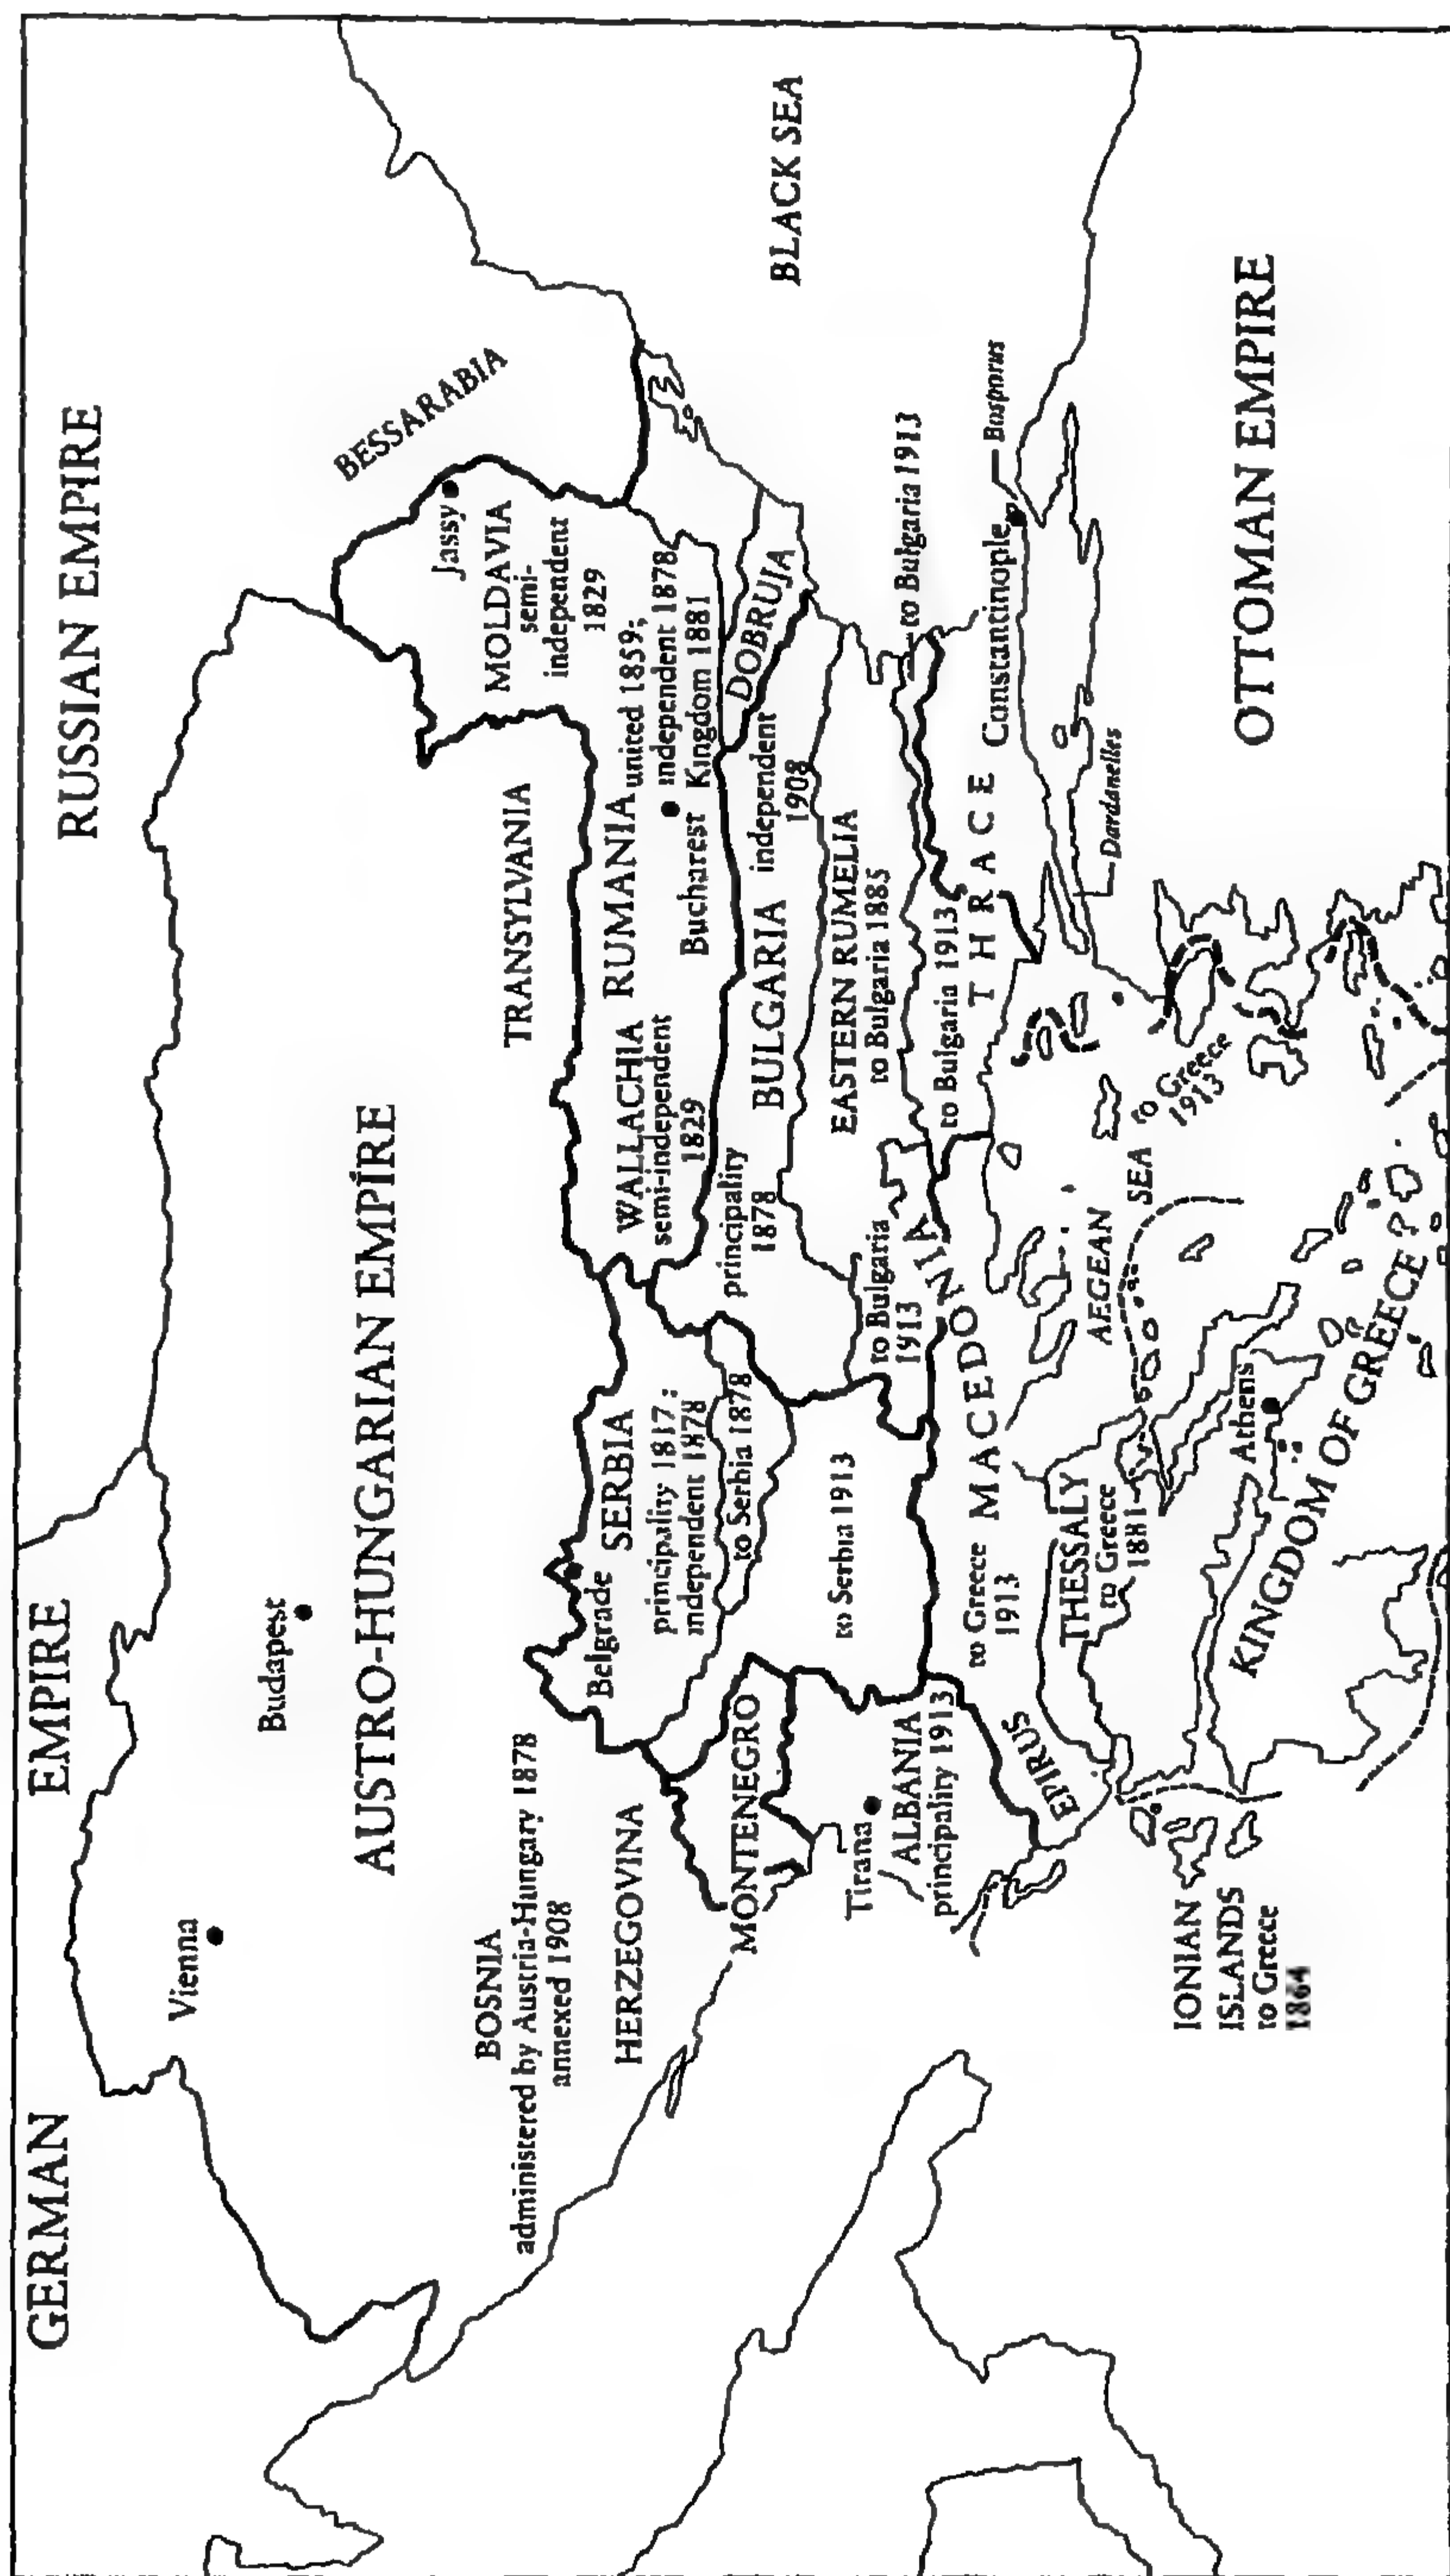 GERMAN
EMPIRE
RUSSIAN EMPIRE
Vienna
Budapest
AUSTRO-HUNGARIAN EMPIRE
BESSARABIA
Jassy
MOLDAVIA
semi-
independent
1829
TRANSYLVANIA
BOSNIA
administered by Austria-Hungary 1878
annexed 1908
HERZEGOVINA
Belgrade
SERBIA
principality 1817:
independent 1878
to Serbia 1878
WALLACHIA
semi-independent
1829
RUMANIA
united 1859;
independent 1878
Kingdom 1881
Bucharest
DOBRUJA
BLACK SEA
MONTENEGRO
principality
1878
BULGARIA
independent
1908
to Serbia 1913
EASTERN RUMELIA
to Bulgaria 1885
to Bulgaria
1913
to Bulgaria 1913
to Bulgaria 1913
Tirana
ALBANIA
principality 1913
MACEDONIA
to Greece
1913
THRACE
Constantinople
Bosporus
Dardanelles
EPIRUS
THESSALY
to Greece
1881
AEGEAN
SEA
to Greece
1913
OTTOMAN EMPIRE
IONIAN
ISLANDS
to Greece
1864
Athens
KINGDOM OF GREECE